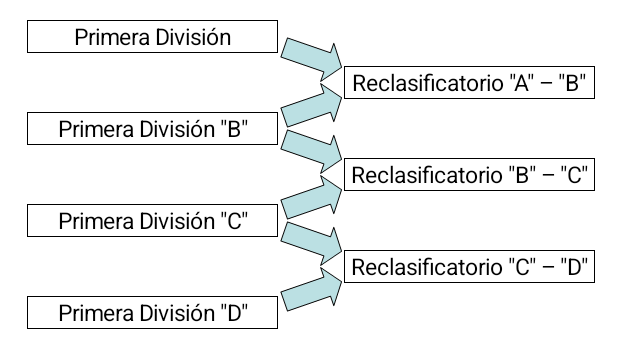 Primera División
Reclasificatorio "A" – "B"
Primera División "B"
Reclasificatorio "B" – "C"
Primera División "C"
Reclasificatorio "C" – "D"
Primera División "D"